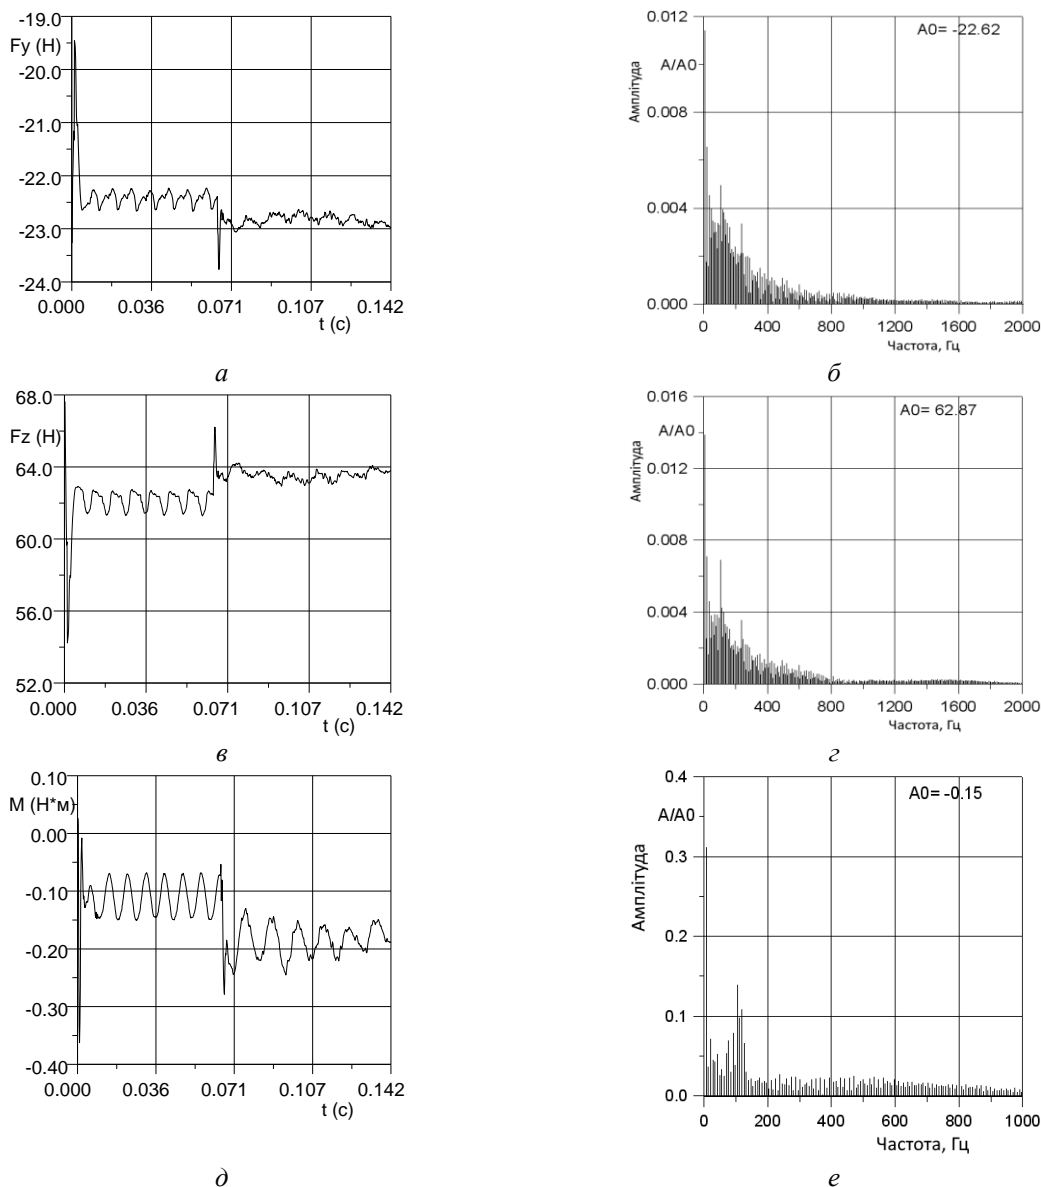 -19.0
Fy (Н)
-20.0
-21.0
-22.0
-23.0
-24.0
0.000 0.036 0.071 0.107 0.142
t (c)
а
0.012
A0= -22.62
A/A0
Амплітуда
0.008
0.004
0.000
0 400 800 1200 1600 2000
Частота, Гц
б
68.0
Fz (Н)
64.0
60.0
56.0
52.0
0.000 0.036 0.071 0.107 0.142
t (c)
в
0.016
A0= 62.87
A/A0
Амплітуда
0.012
0.008
0.004
0.000
0 400 800 1200 1600 2000
Частота, Гц
г
0.10
М (Н*м)
0.00
-0.10
-0.20
-0.30
-0.40
0.000 0.036 0.071 0.107 0.142
t (c)
д
0.4
A0= -0.15
A/A0
Амплітуда
0.3
0.2
0.1
0.0
0 200 400 600 800 1000
Частота, Гц
е